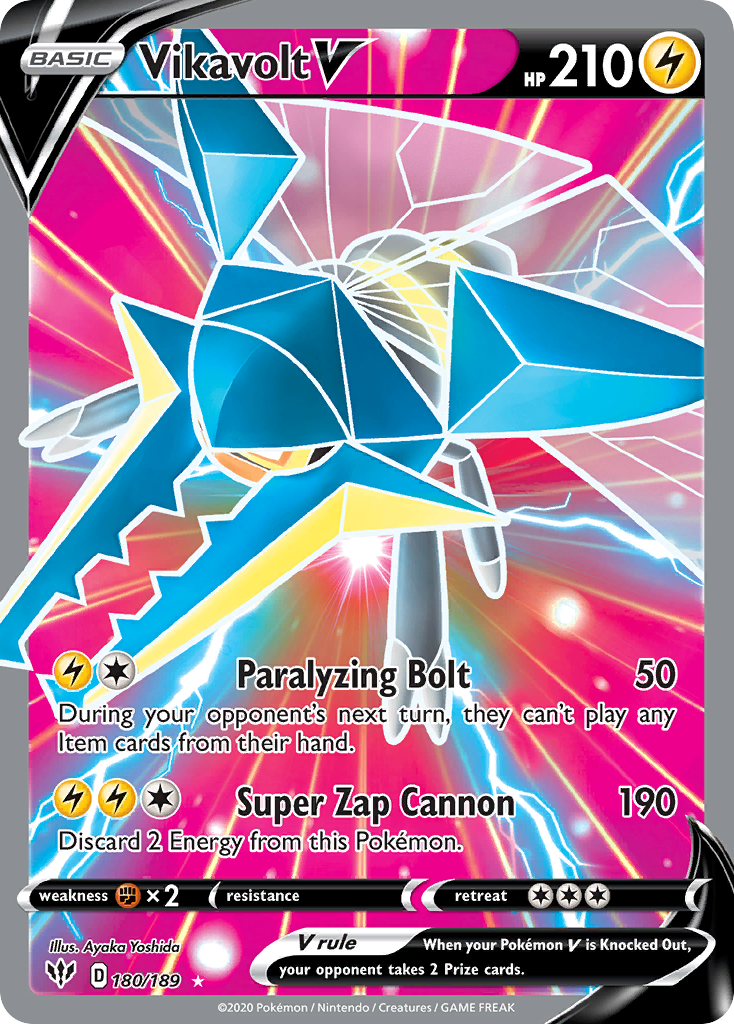 BASIC Vikavolt V HP 210
Paralyzing Bolt 50
During your opponent's next turn, they can't play any
Item cards from their hand.
Super Zap Cannon 190
Discard 2 Energy from this Pokémon.
weakness ×2 resistance retreat
Illus. Ayaka Yoshida
D 180/189 ★
V rule When your Pokémon V is Knocked Out,
your opponent takes 2 Prize cards.
©2020 Pokémon / Nintendo / Creatures / GAME FREAK